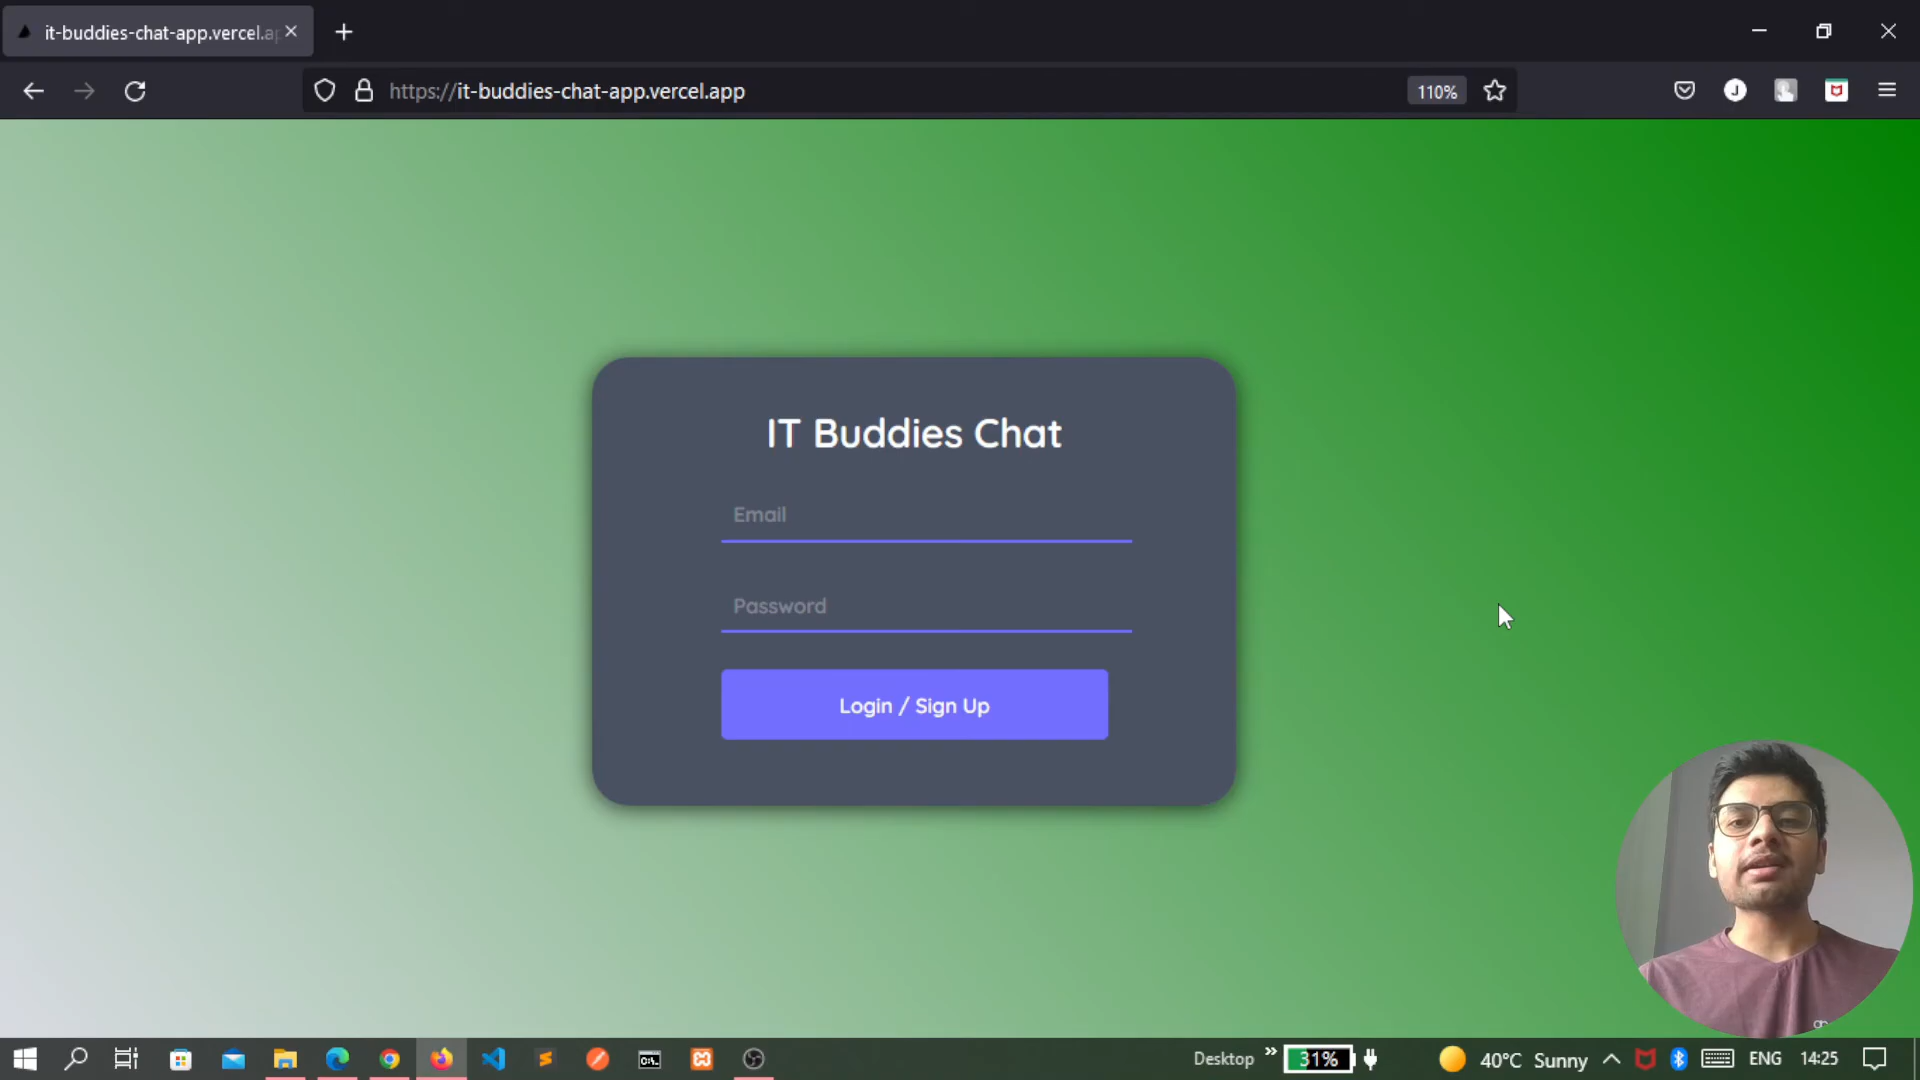 it-buddies-chat-app.vercel.a
https://it-buddies-chat-app.vercel.app
110%
J
IT Buddies Chat
Email
Password
Login / Sign Up
Desktop
31%
40°C Sunny
ENG
14:25